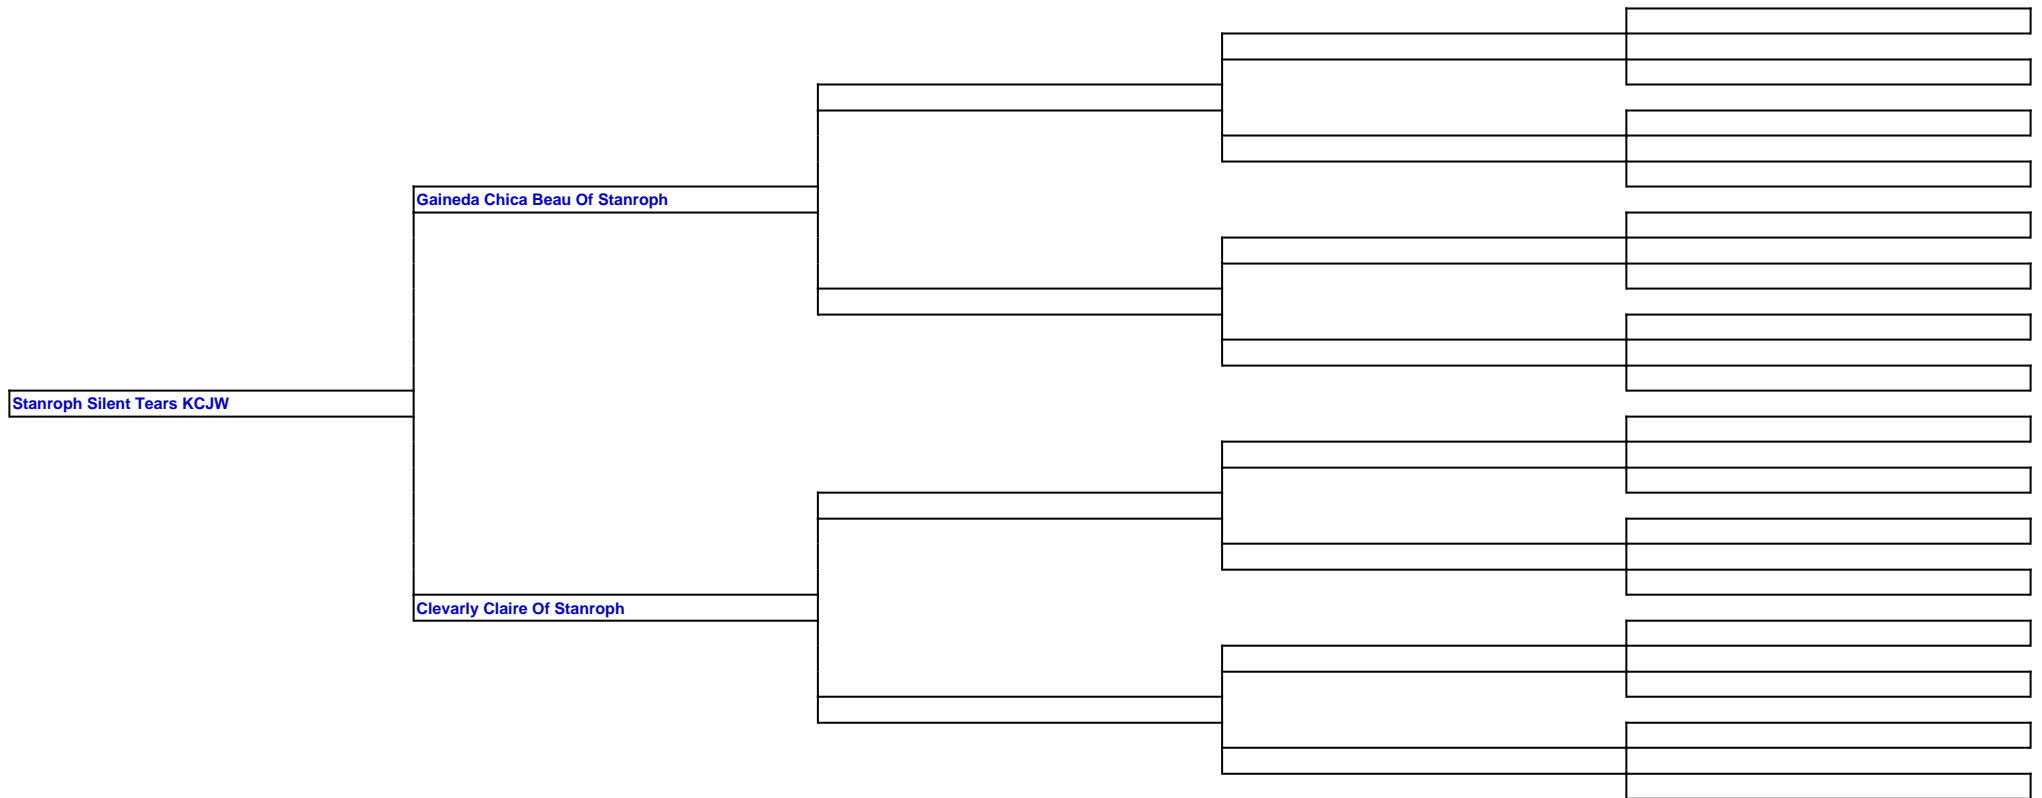 Gaineda Chica Beau Of Stanroph
Stanroph Silent Tears KCJW
Clevarly Claire Of Stanroph